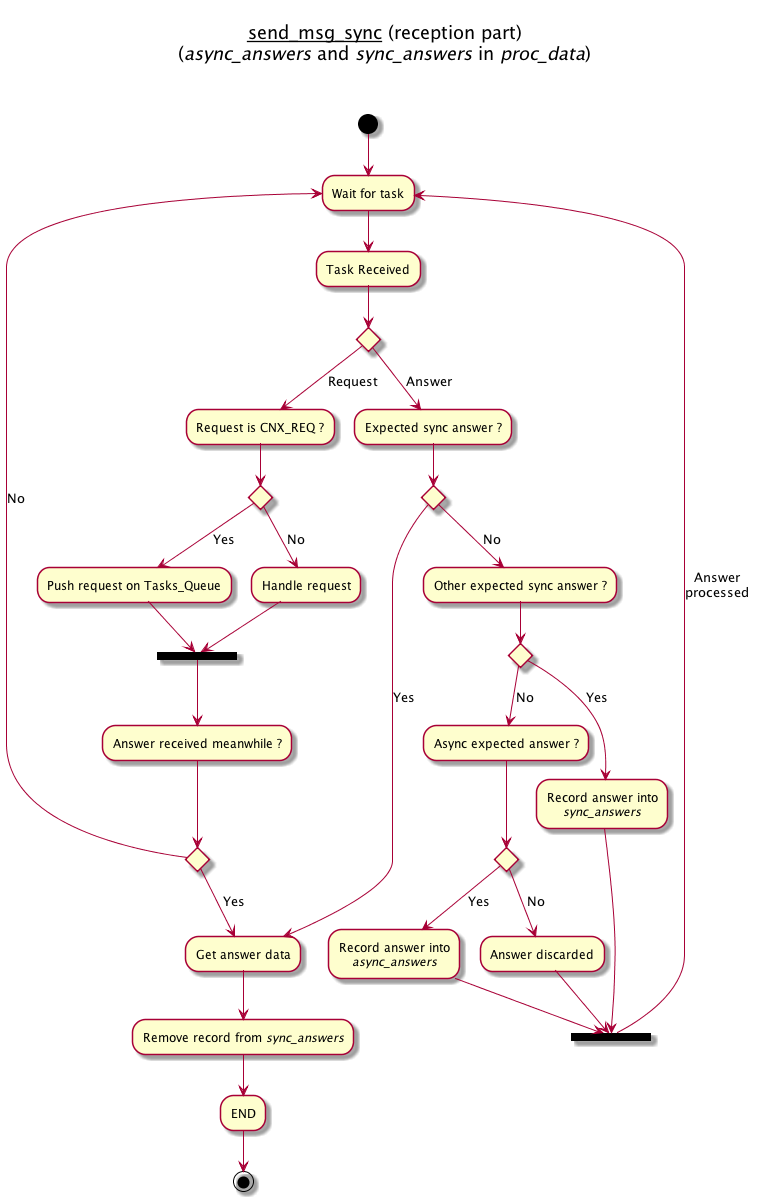 send_msg_sync (reception part)
(async_answers and sync_answers in proc_data)
Wait for task
Task Received
Request
Answer
Request is CNX_REQ ?
Expected sync answer ?
No
Yes
No
No
Push request on Tasks_Queue
Handle request
Other expected sync answer ?
Answer
processed
Yes
No
Yes
Answer received meanwhile ?
Async expected answer ?
Record answer into
sync_answers
Yes
Yes
No
Get answer data
Record answer into
async_answers
Answer discarded
Remove record from sync_answers
END